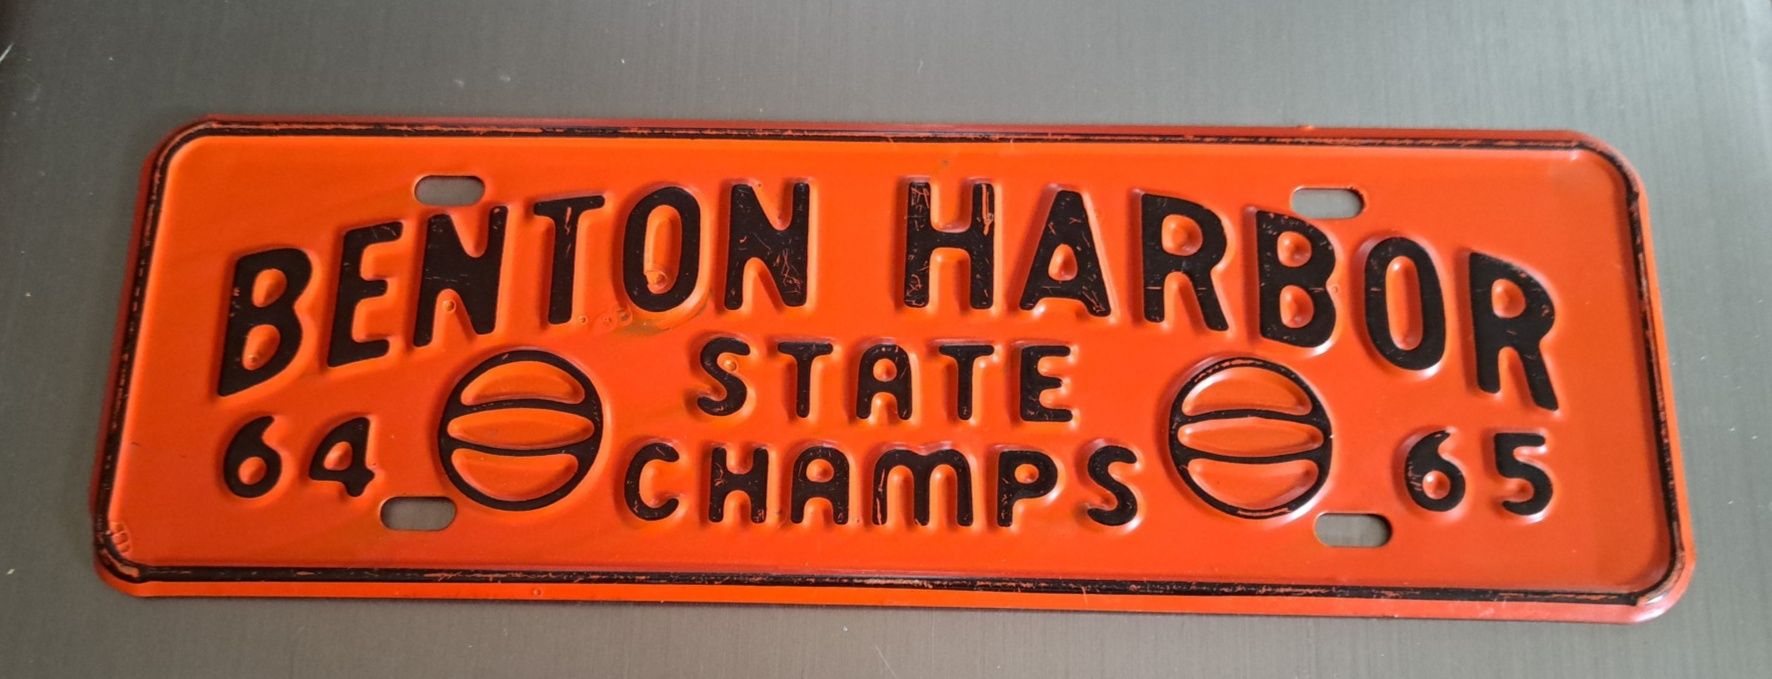 BENTON HARBOR
STATE
64 CHAMPS 65